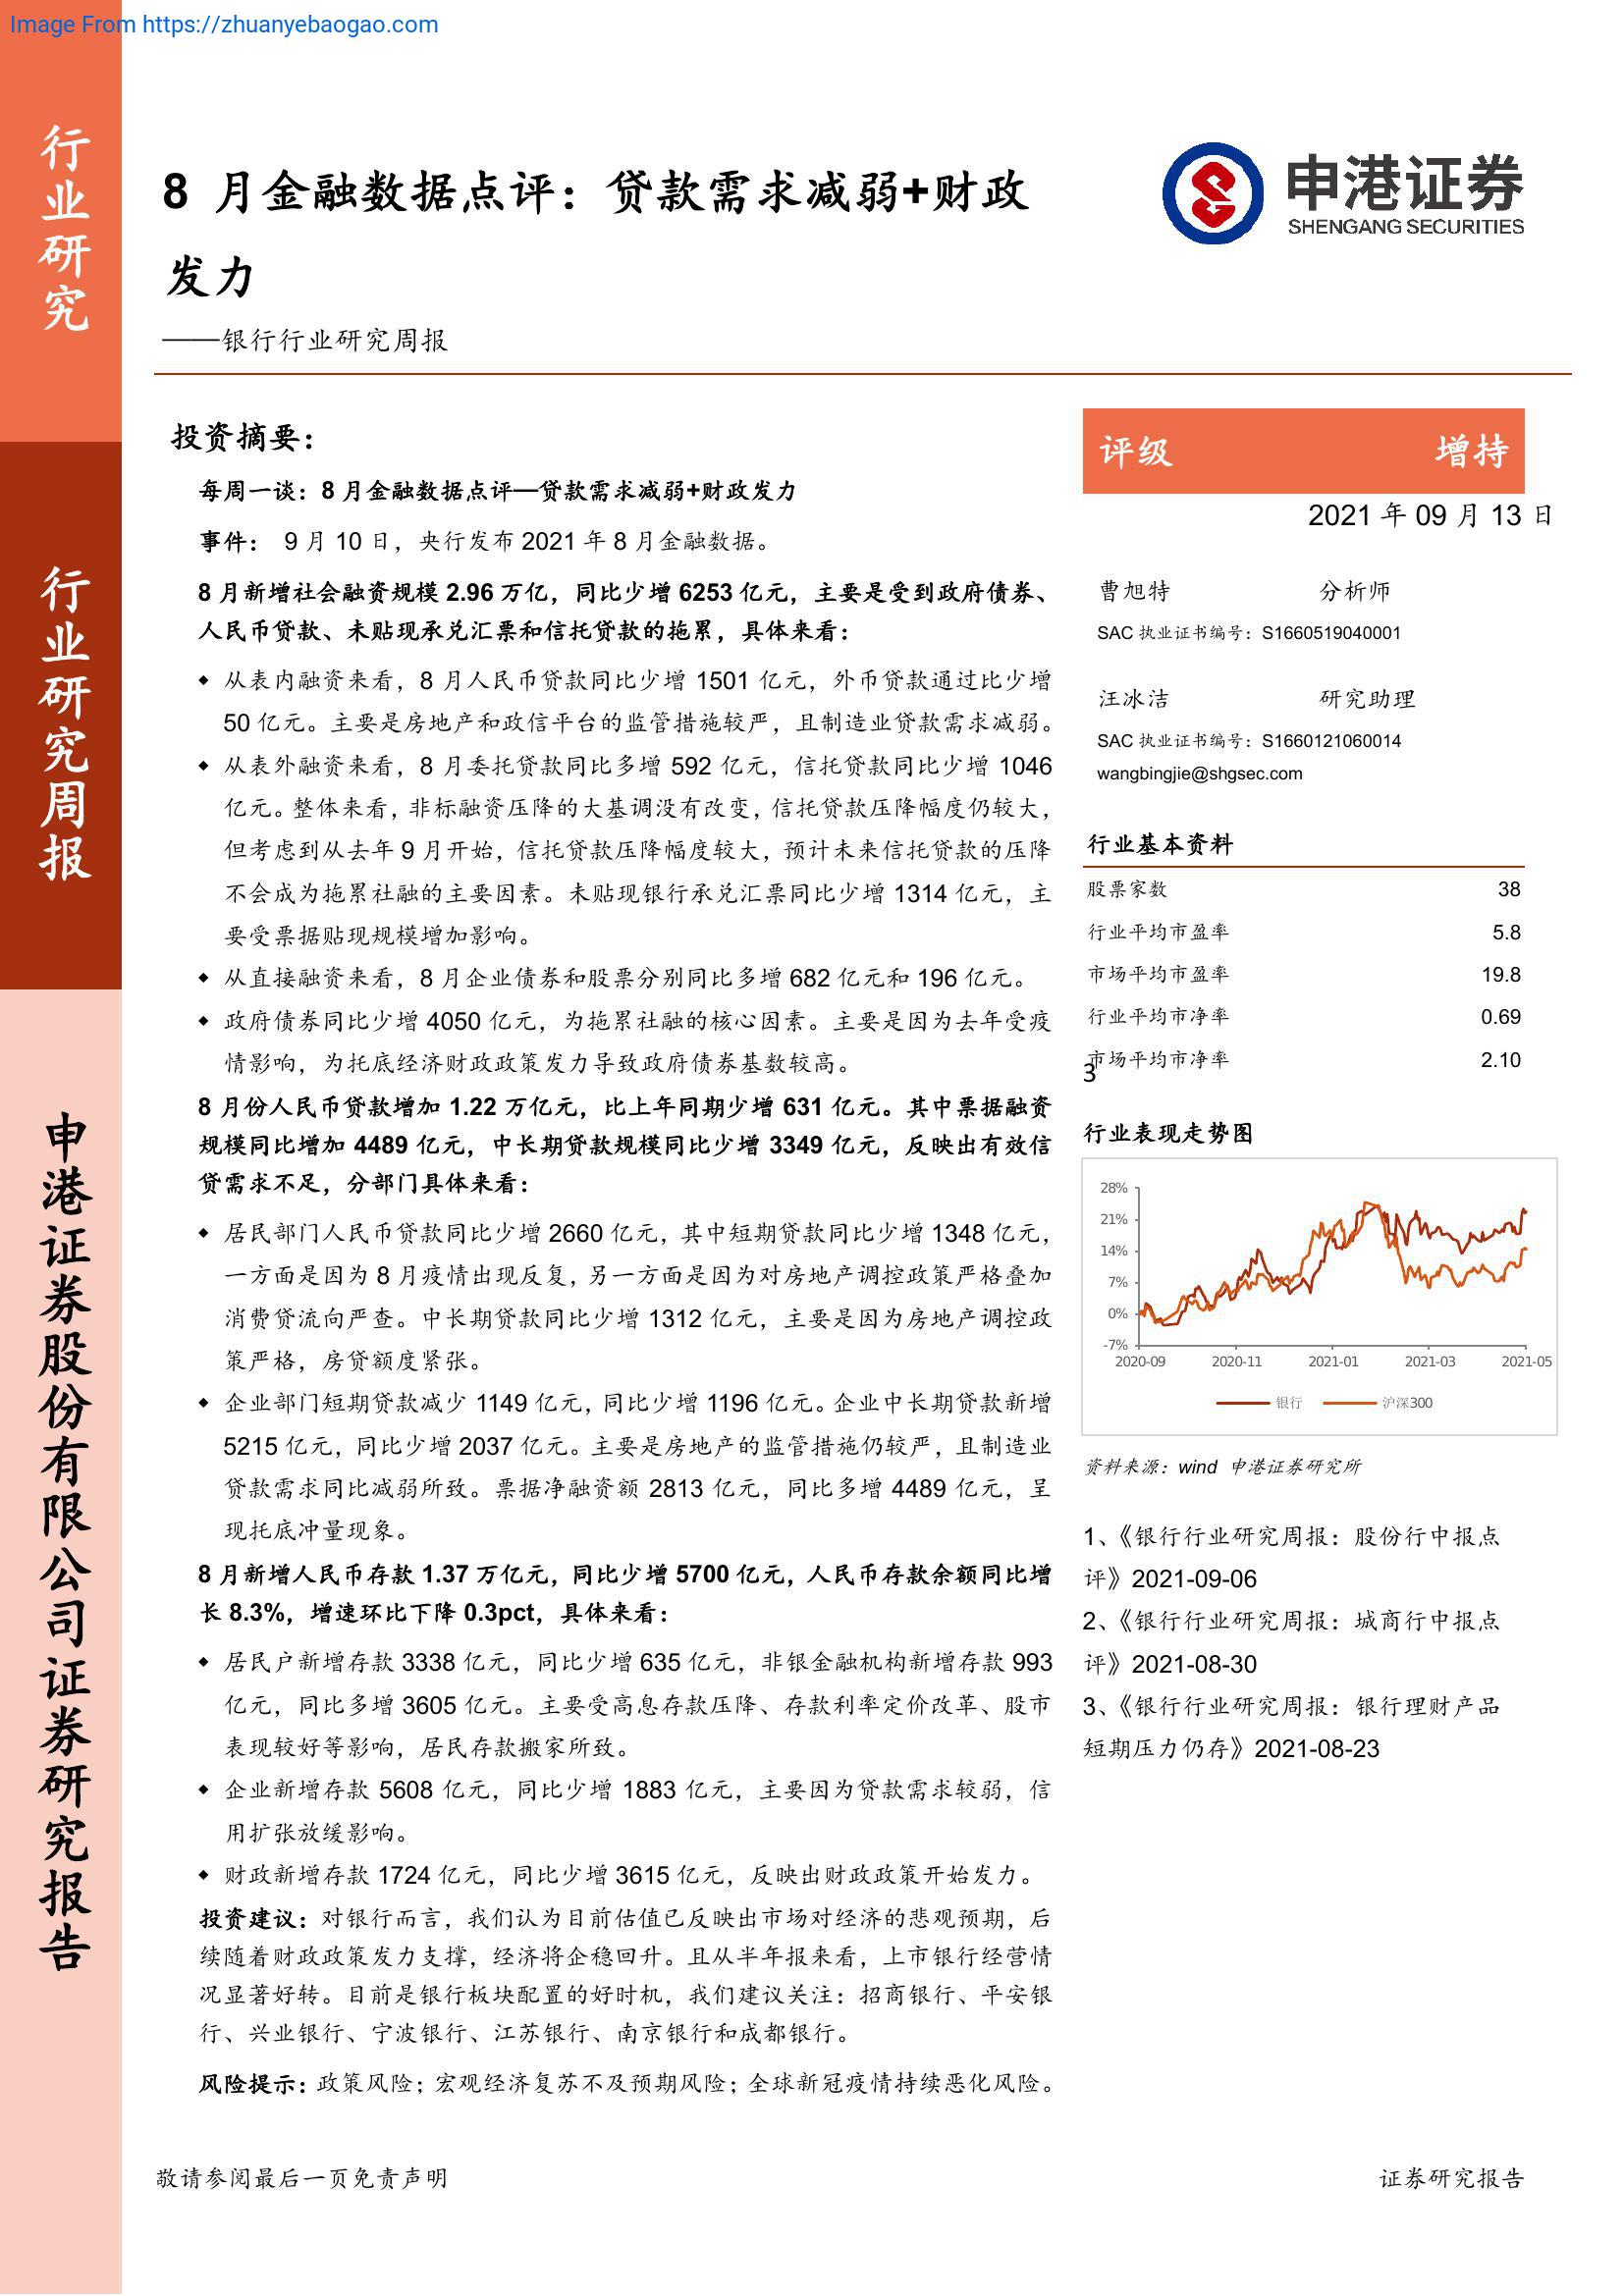 Image From https://zhuanyebaogao.com
行业研究
行业研究周报
申港证券股份有限公司证券研究报告
8 月金融数据点评：贷款需求减弱+财政
发力
——银行行业研究周报
申港证券
SHENGANG SECURITIES
投资摘要：
每周一谈：8 月金融数据点评—贷款需求减弱+财政发力
事件： 9 月 10 日，央行发布 2021 年 8 月金融数据。
8 月新增社会融资规模 2.96 万亿，同比少增 6253 亿元，主要是受到政府债券、
人民币贷款、未贴现承兑汇票和信托贷款的拖累，具体来看：
◆ 从表内融资来看，8 月人民币贷款同比少增 1501 亿元，外币贷款通过比少增
50 亿元。主要是房地产和政信平台的监管措施较严，且制造业贷款需求减弱。
◆ 从表外融资来看，8 月委托贷款同比多增 592 亿元，信托贷款同比少增 1046
亿元。整体来看，非标融资压降的大基调没有改变，信托贷款压降幅度仍较大，
但考虑到从去年 9 月开始，信托贷款压降幅度较大，预计未来信托贷款的压降
不会成为拖累社融的主要因素。未贴现银行承兑汇票同比少增 1314 亿元，主
要受票据贴现规模增加影响。
◆ 从直接融资来看，8 月企业债券和股票分别同比多增 682 亿元和 196 亿元。
◆ 政府债券同比少增 4050 亿元，为拖累社融的核心因素。主要是因为去年受疫
情影响，为托底经济财政政策发力导致政府债券基数较高。
8 月份人民币贷款增加 1.22 万亿元，比上年同期少增 631 亿元。其中票据融资
规模同比增加 4489 亿元，中长期贷款规模同比少增 3349 亿元，反映出有效信
贷需求不足，分部门具体来看：
◆ 居民部门人民币贷款同比少增 2660 亿元，其中短期贷款同比少增 1348 亿元，
一方面是因为 8 月疫情出现反复，另一方面是因为对房地产调控政策严格叠加
消费贷流向严查。中长期贷款同比少增 1312 亿元，主要是因为房地产调控政
策严格，房贷额度紧张。
◆ 企业部门短期贷款减少 1149 亿元，同比少增 1196 亿元。企业中长期贷款新增
5215 亿元，同比少增 2037 亿元。主要是房地产的监管措施仍较严，且制造业
贷款需求同比减弱所致。票据净融资额 2813 亿元，同比多增 4489 亿元，呈
现托底冲量现象。
8 月新增人民币存款 1.37 万亿元，同比少增 5700 亿元，人民币存款余额同比增
长 8.3%，增速环比下降 0.3pct，具体来看：
◆ 居民户新增存款 3338 亿元，同比少增 635 亿元，非银金融机构新增存款 993
亿元，同比多增 3605 亿元。主要受高息存款压降、存款利率定价改革、股市
表现较好等影响，居民存款搬家所致。
◆ 企业新增存款 5608 亿元，同比少增 1883 亿元，主要因为贷款需求较弱，信
用扩张放缓影响。
◆ 财政新增存款 1724 亿元，同比少增 3615 亿元，反映出财政政策开始发力。
投资建议：对银行而言，我们认为目前估值已反映出市场对经济的悲观预期，后
续随着财政政策发力支撑，经济将企稳回升。且从半年报来看，上市银行经营情
况显著好转。目前是银行板块配置的好时机，我们建议关注：招商银行、平安银
行、兴业银行、宁波银行、江苏银行、南京银行和成都银行。
风险提示：政策风险；宏观经济复苏不及预期风险；全球新冠疫情持续恶化风险。
评级 增持
2021 年 09 月 13 日
曹旭特 分析师
SAC 执业证书编号：S1660519040001
汪冰洁 研究助理
SAC 执业证书编号：S1660121060014
wangbingjie@shgsec.com
行业基本资料
股票家数 38
行业平均市盈率 5.8
市场平均市盈率 19.8
行业平均市净率 0.69
市场平均市净率 2.10
3
行业表现走势图
28%
21%
14%
7%
0%
-7%
2020-09 2020-11 2021-01 2021-03 2021-05
银行 沪深300
资料来源：wind 申港证券研究所
1、《银行行业研究周报：股份行中报点
评》2021-09-06
2、《银行行业研究周报：城商行中报点
评》2021-08-30
3、《银行行业研究周报：银行理财产品
短期压力仍存》2021-08-23
敬请参阅最后一页免责声明 证券研究报告